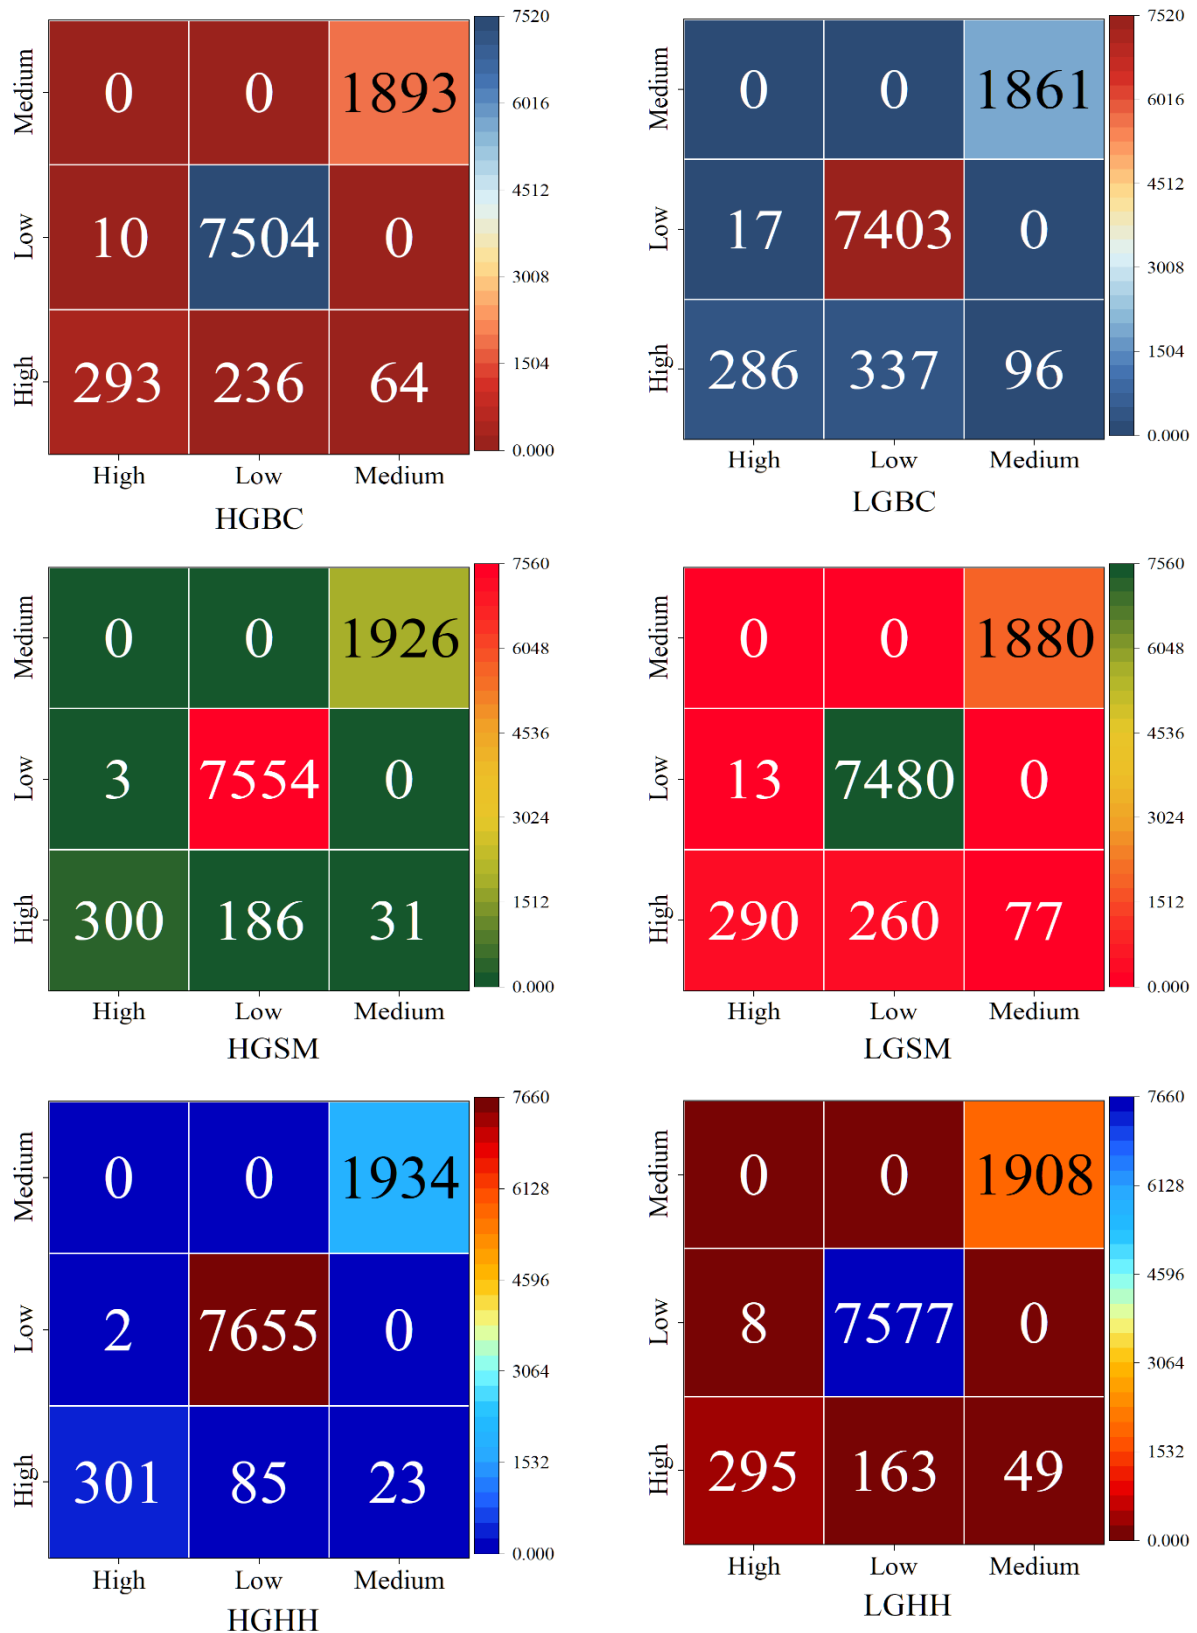 Medium 0 0 1893
Low 10 7504 0
High 293 236 64
High Low Medium
HGBC
7520
6016
4512
3008
1504
0.000
Medium 0 0 1861
Low 17 7403 0
High 286 337 96
High Low Medium
LGBC
7520
6016
4512
3008
1504
0.000
Medium 0 0 1926
Low 3 7554 0
High 300 186 31
High Low Medium
HGSM
7560
6048
4536
3024
1512
0.000
Medium 0 0 1880
Low 13 7480 0
High 290 260 77
High Low Medium
LGSM
7560
6048
4536
3024
1512
0.000
Medium 0 0 1934
Low 2 7655 0
High 301 85 23
High Low Medium
HGHH
7660
6128
4596
3064
1532
0.000
Medium 0 0 1908
Low 8 7577 0
High 295 163 49
High Low Medium
LGHH
7660
6128
4596
3064
1532
0.000